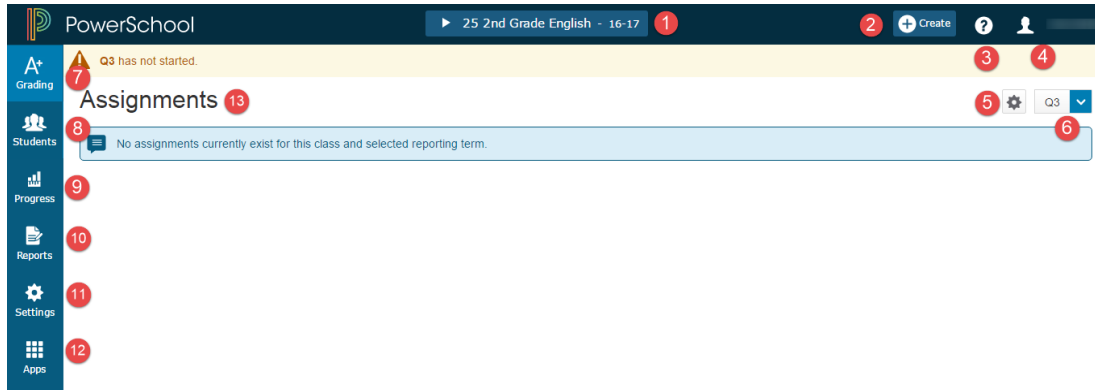 PowerSchool
25 2nd Grade English - 16-17
1
2
Create
?
3
4
A+
Grading
7
Q3 has not started.
Assignments
13
5
Q3
6
Students
8
No assignments currently exist for this class and selected reporting term.
Progress
9
Reports
10
Settings
11
Apps
12